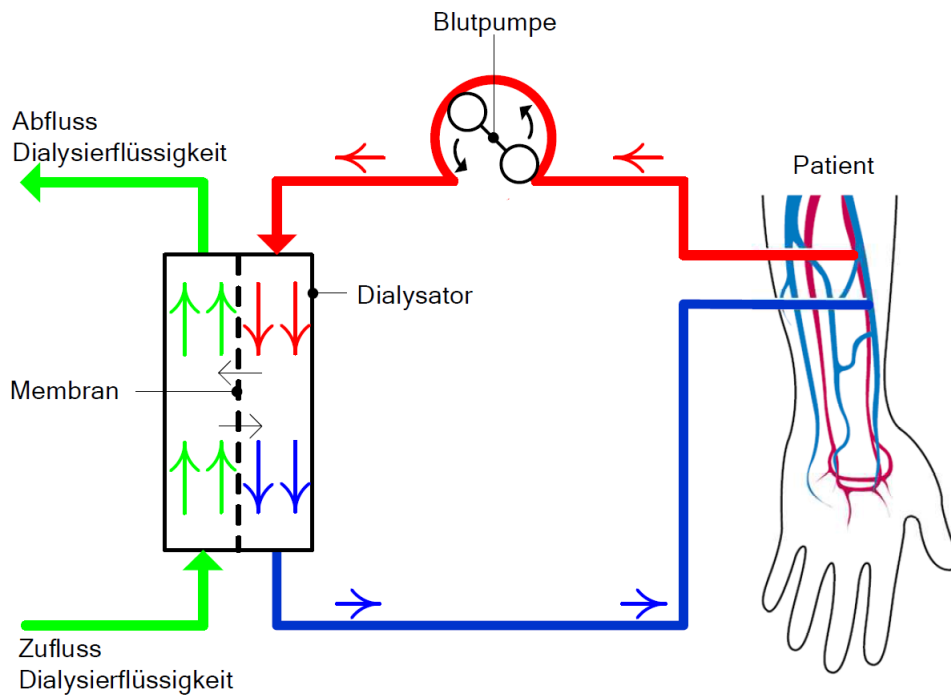 Blutpumpe
Abfluss
Dialysierflüssigkeit
Patient
Dialysator
Membran
Zufluss
Dialysierflüssigkeit